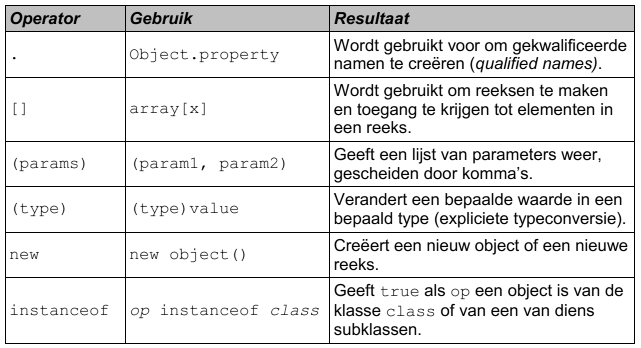 Operator Gebruik Resultaat
. Object.property Wordt gebruikt voor om gekwalificeerde
namen te creëren (qualified names).
[] array[x] Wordt gebruikt om reeksen te maken
en toegang te krijgen tot elementen in
een reeks.
(params) (param1, param2) Geeft een lijst van parameters weer,
gescheiden door komma's.
(type) (type)value Verandert een bepaalde waarde in een
bepaald type (expliciete typeconversie).
new new object() Creëert een nieuw object of een nieuwe
reeks.
instanceof op instanceof class Geeft true als op een object is van de
klasse class of van een van diens
subklassen.